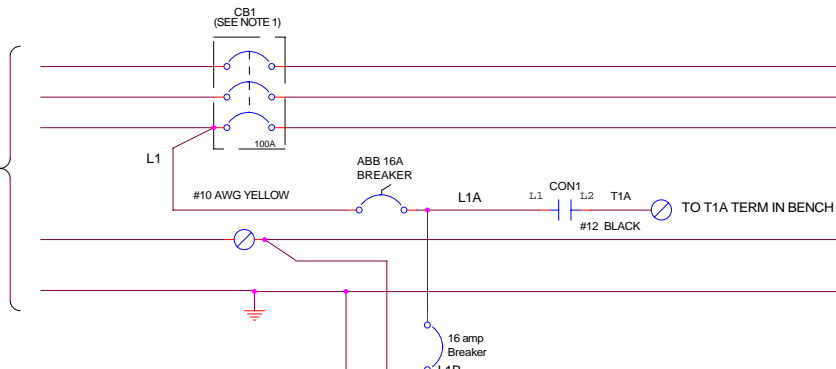 CB1
(SEE NOTE 1)
100A
L1
ABB 16A
BREAKER
#10 AWG YELLOW
L1A
L1
CON1
L2
T1A
TO T1A TERM IN BENCH
#12 BLACK
16 amp
Breaker